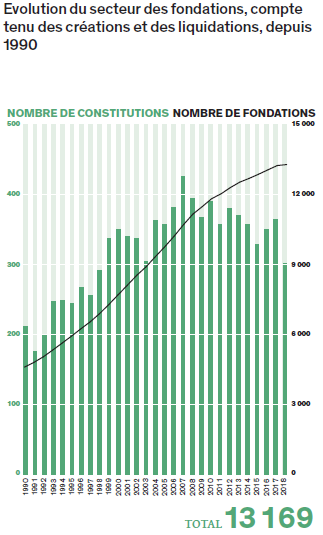 Evolution du secteur des fondations, compte
tenu des créations et des liquidations, depuis
1990
NOMBRE DE CONSTITUTIONS NOMBRE DE FONDATIONS
500 15 000
400 12 000
300 9 000
200 6 000
100 3 000
0 0
1990 1991 1992 1993 1994 1995 1996 1997 1998 1999 2000 2001 2002 2003 2004 2005 2006 2007 2008 2009 2010 2011 2012 2013 2014 2015 2016 2017 2018
TOTAL 13 169